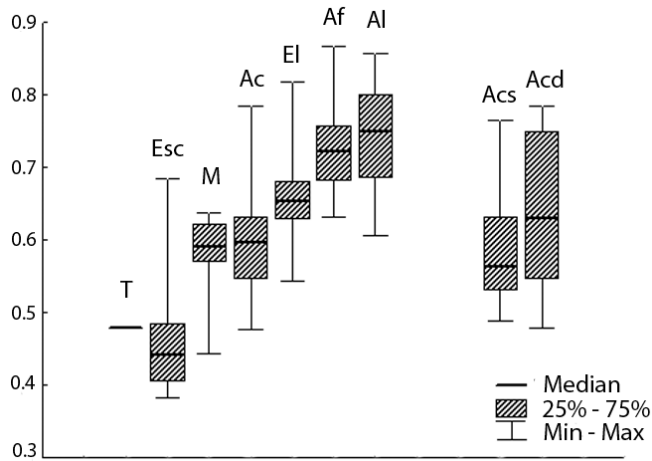 0.9
0.8
0.7
0.6
0.5
0.4
0.3
T
Esc
M
Ac
El
Af
Al
Acs
Acd
Median
25% - 75%
Min - Max